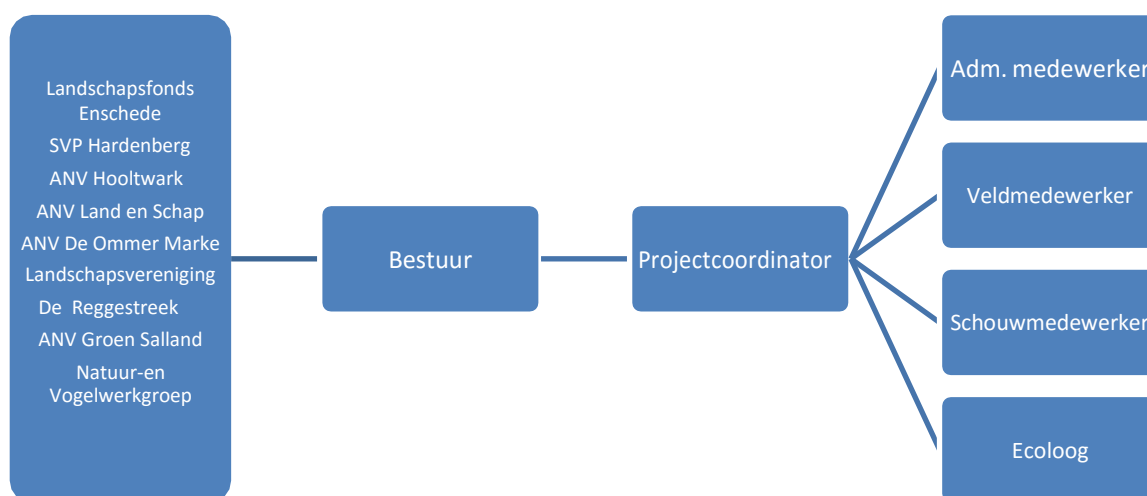 Landschapsfonds
Enschede
SVP Hardenberg
ANV Hooltwark
ANV Land en Schap
ANV De Ommer Marke
Landschapsvereniging
De Reggestreek
ANV Groen Salland
Natuur-en
Vogelwerkgroep
Bestuur
Projectcoordinator
Adm. medewerker
Veldmedewerker
Schouwmedewerker
Ecoloog